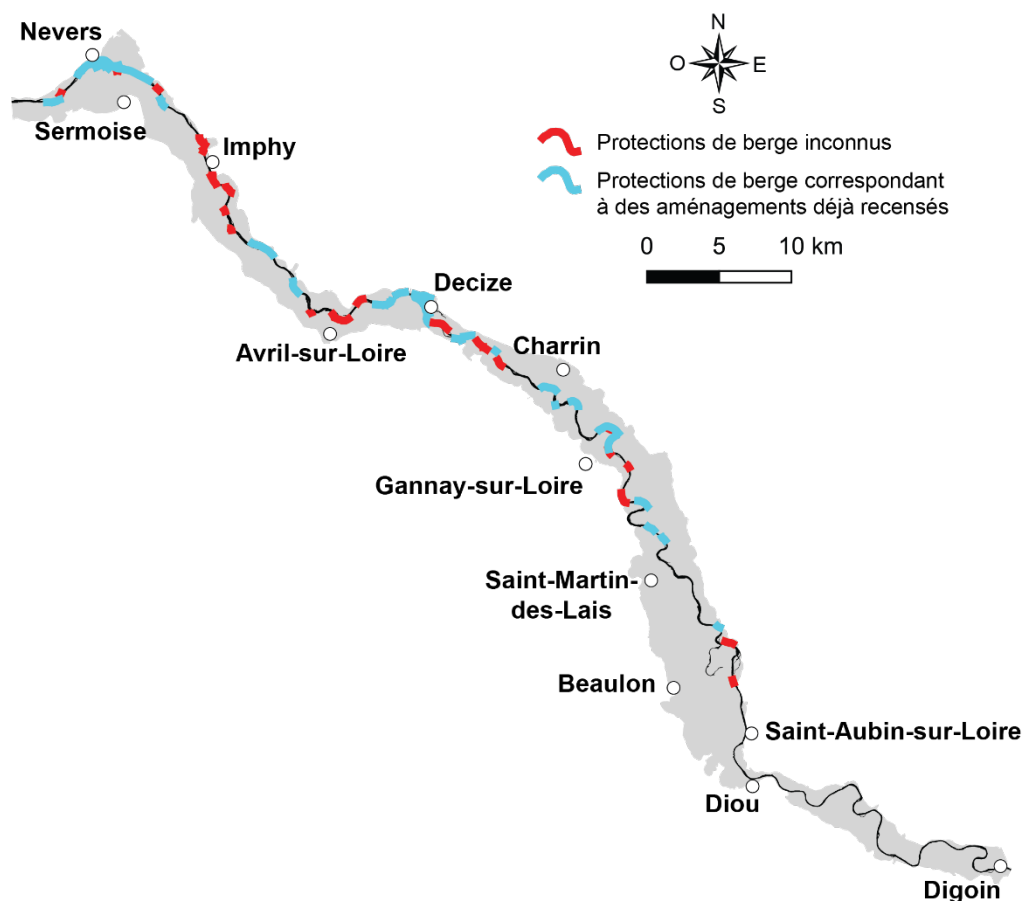 Nevers
N
O
E
S
Sermoise
Imphy
Protections de berge inconnus
Protections de berge correspondant
à des aménagements déjà recensés
0 5 10 km
Decize
Avril-sur-Loire
Charrin
Gannay-sur-Loire
Saint-Martin-
des-Lais
Beaulon
Saint-Aubin-sur-Loire
Diou
Digoin